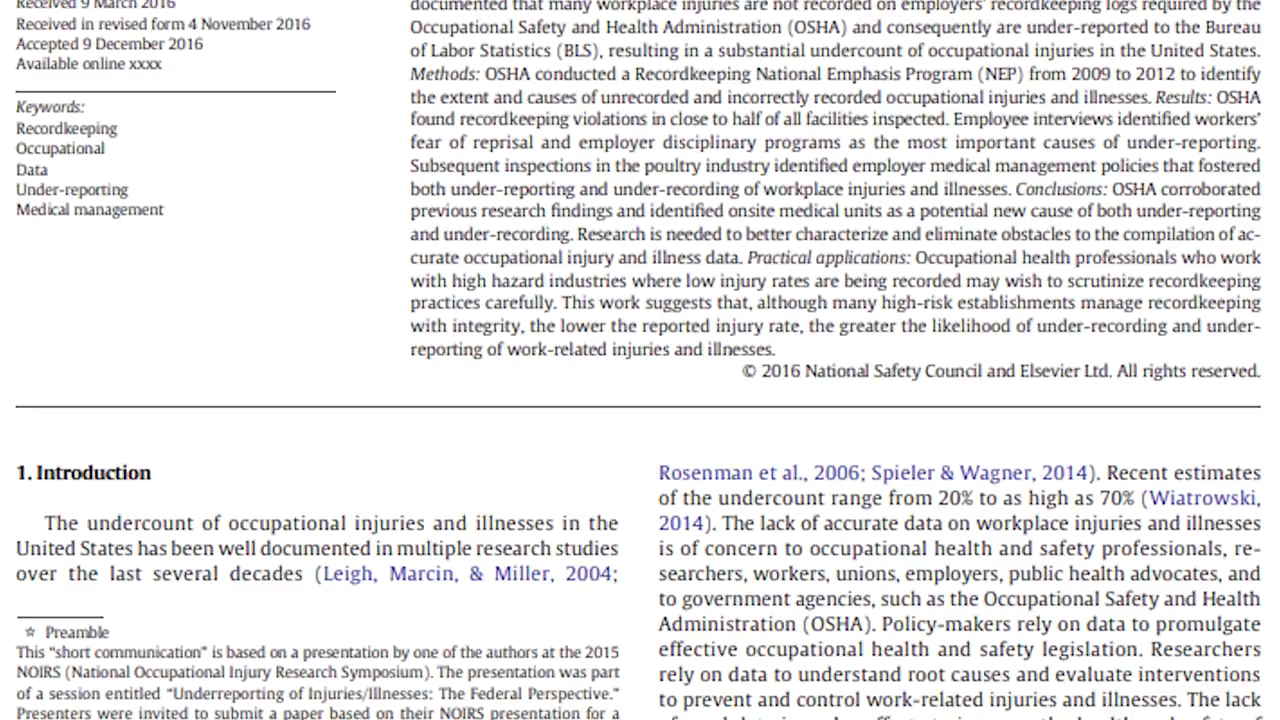 Received 9 March 2016
Received in revised form 4 November 2016
Accepted 9 December 2016
Available online xxxx
Keywords:
Recordkeeping
Occupational
Data
Under-reporting
Medical management
documented that many workplace injuries are not recorded on employers' recordkeeping logs required by the
Occupational Safety and Health Administration (OSHA) and consequently are under-reported to the Bureau
of Labor Statistics (BLS), resulting in a substantial undercount of occupational injuries in the United States.
Methods: OSHA conducted a Recordkeeping National Emphasis Program (NEP) from 2009 to 2012 to identify
the extent and causes of unrecorded and incorrectly recorded occupational injuries and illnesses. Results: OSHA
found recordkeeping violations in close to half of all facilities inspected. Employee interviews identified workers'
fear of reprisal and employer disciplinary programs as the most important causes of under-reporting.
Subsequent inspections in the poultry industry identified employer medical management policies that fostered
both under-reporting and under-recording of workplace injuries and illnesses. Conclusions: OSHA corroborated
previous research findings and identified onsite medical units as a potential new cause of both under-reporting
and under-recording. Research is needed to better characterize and eliminate obstacles to the compilation of ac-
curate occupational injury and illness data. Practical applications: Occupational health professionals who work
with high hazard industries where low injury rates are being recorded may wish to scrutinize recordkeeping
practices carefully. This work suggests that, although many high-risk establishments manage recordkeeping
with integrity, the lower the reported injury rate, the greater the likelihood of under-recording and under-
reporting of work-related injuries and illnesses.
© 2016 National Safety Council and Elsevier Ltd. All rights reserved.
1. Introduction
The undercount of occupational injuries and illnesses in the
United States has been well documented in multiple research studies
over the last several decades (Leigh, Marcin, & Miller, 2004;
☆ Preamble
This "short communication" is based on a presentation by one of the authors at the 2015
NOIRS (National Occupational Injury Research Symposium). The presentation was part
of a session entitled "Underreporting of Injuries/Illnesses: The Federal Perspective."
Presenters were invited to submit a paper based on their NOIRS presentation for a
Rosenman et al., 2006; Spieler & Wagner, 2014). Recent estimates
of the undercount range from 20% to as high as 70% (Wiatrowski,
2014). The lack of accurate data on workplace injuries and illnesses
is of concern to occupational health and safety professionals, re-
searchers, workers, unions, employers, public health advocates, and
to government agencies, such as the Occupational Safety and Health
Administration (OSHA). Policy-makers rely on data to promulgate
effective occupational health and safety legislation. Researchers
rely on data to understand root causes and evaluate interventions
to prevent and control work-related injuries and illnesses. The lack